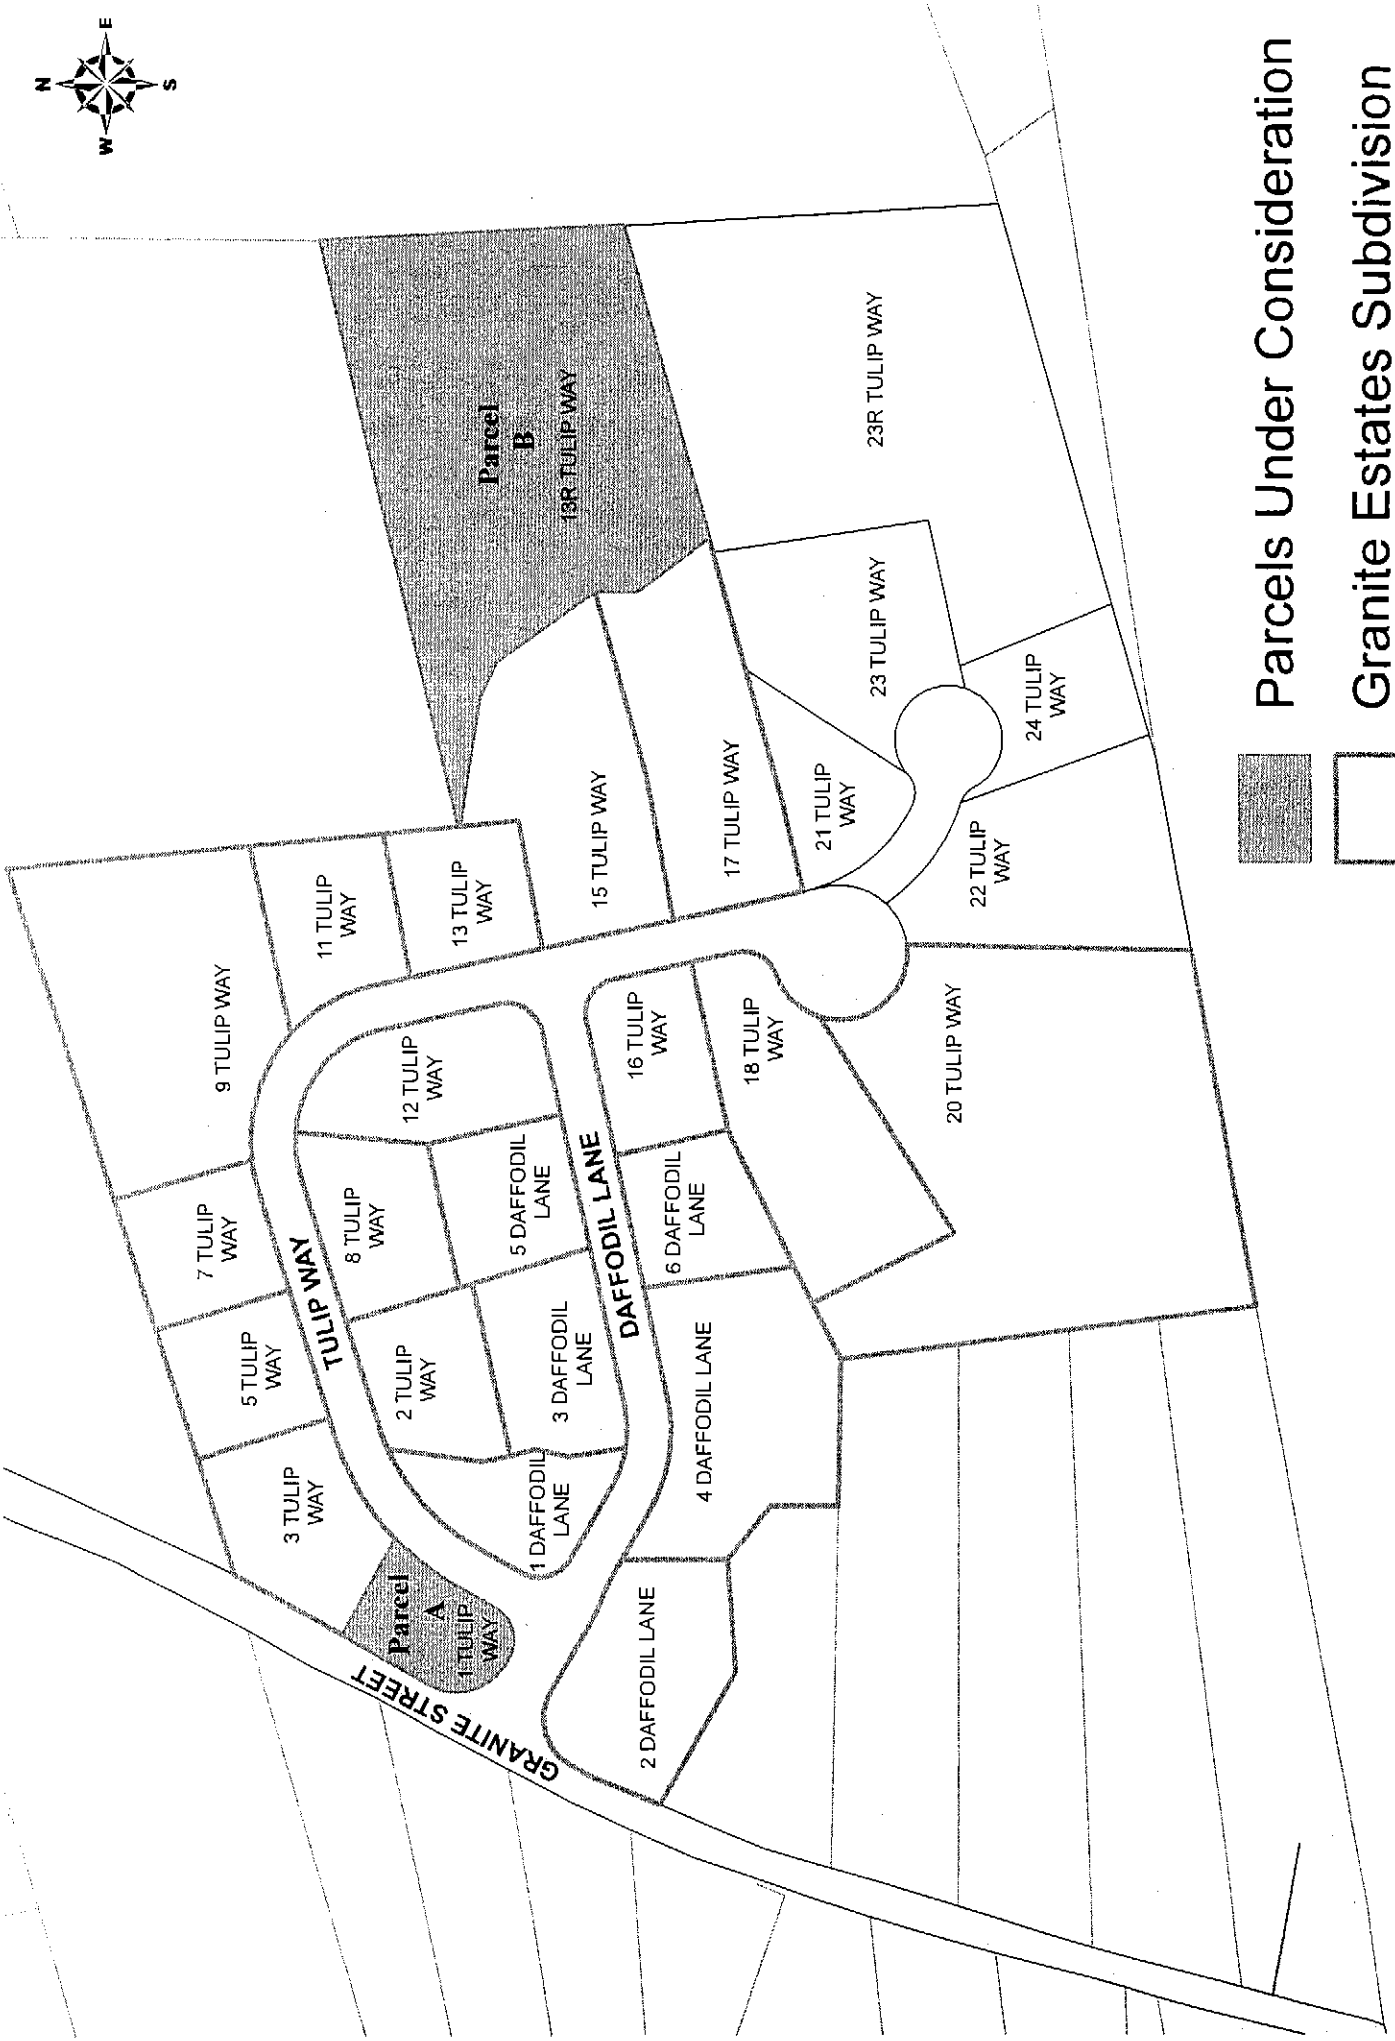 N
W
E
S
9 TULIP WAY
7 TULIP
WAY
5 TULIP
WAY
3 TULIP
WAY
11 TULIP
WAY
13 TULIP
WAY
TULIP WAY
12 TULIP
WAY
8 TULIP
WAY
2 TULIP
WAY
5 DAFFODIL
LANE
3 DAFFODIL
LANE
1 DAFFODIL
LANE
DAFFODIL LANE
Parcel
A
1 TULIP
WAY
GRANITE STREET
Parcel
B
13R TULIP WAY
15 TULIP WAY
17 TULIP WAY
16 TULIP
WAY
18 TULIP
WAY
6 DAFFODIL
LANE
4 DAFFODIL LANE
2 DAFFODIL LANE
20 TULIP WAY
21 TULIP
WAY
22 TULIP
WAY
23 TULIP WAY
23R TULIP WAY
24 TULIP
WAY
Parcels Under Consideration
Granite Estates Subdivision